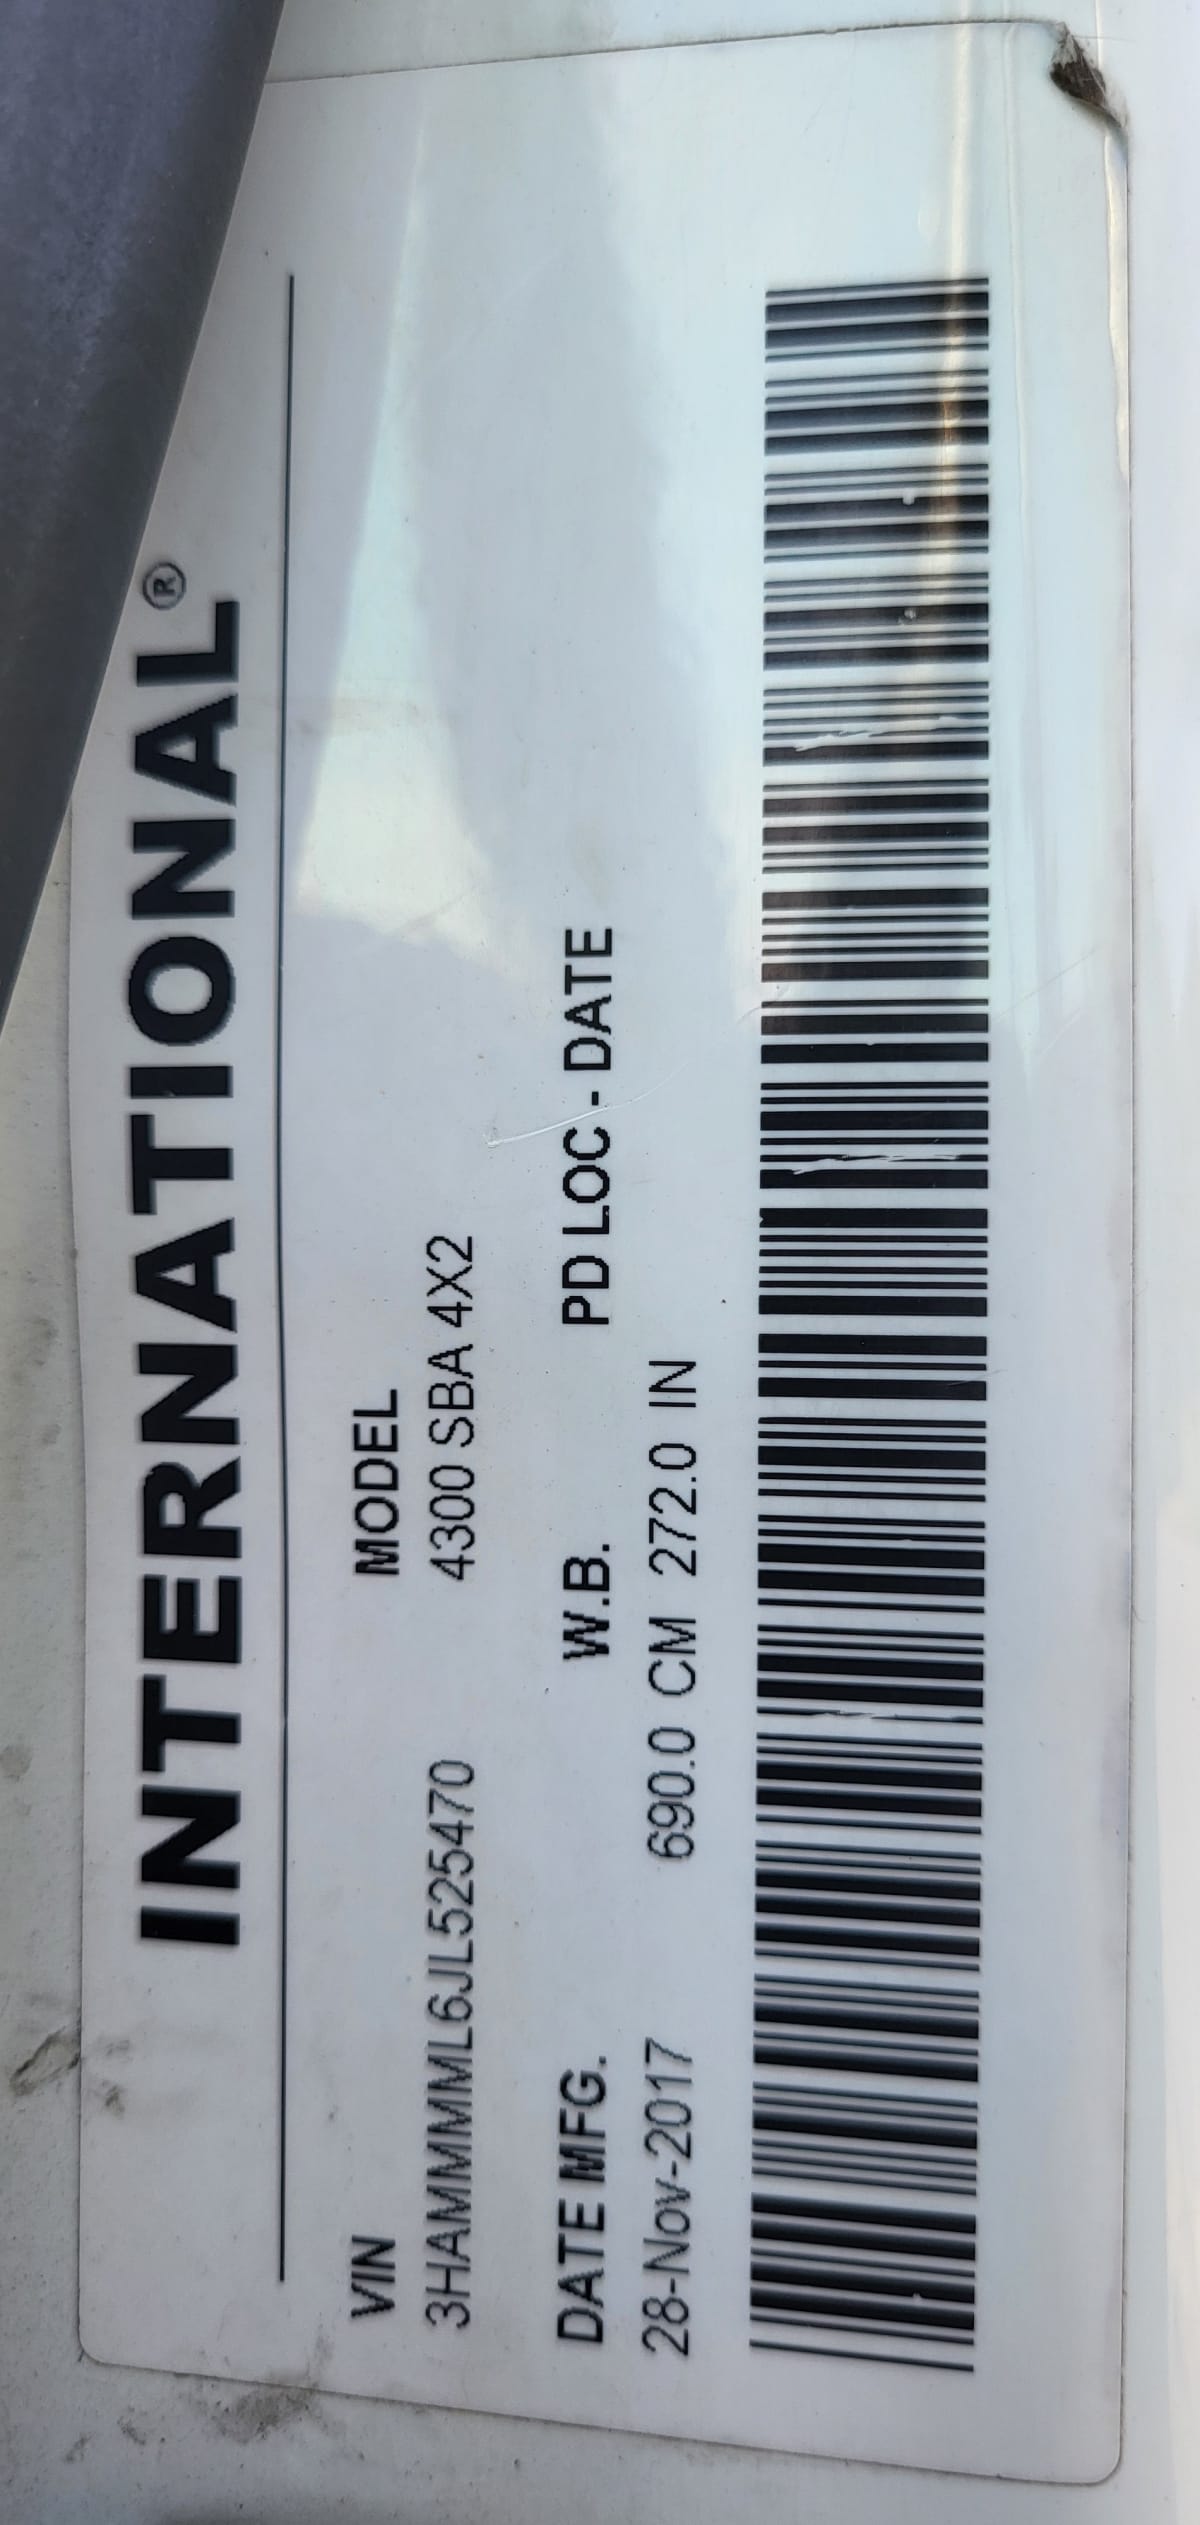 INTERNATIONAL®
VIN MODEL
3HAMMMML6JL525470 4300 SBA 4X2
DATE MFG. W.B. PD LOC - DATE
28-Nov-2017 690.0 CM 272.0 IN